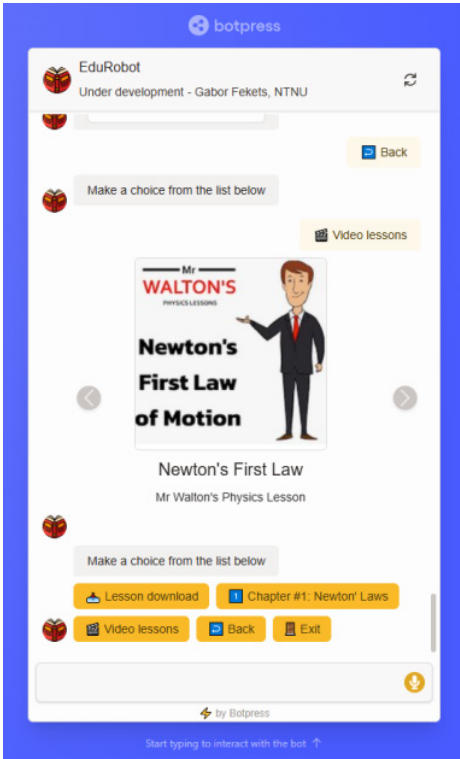 botpress
EduRobot
Under development - Gabor Fekets, NTNU
Back
Make a choice from the list below
Video lessons
Mr
WALTON'S
PHYSICS LESSONS
Newton's
First Law
of Motion
Newton's First Law
Mr Walton's Physics Lesson
Make a choice from the list below
Lesson download
1 Chapter #1: Newton' Laws
Video lessons
Back
Exit
by Botpress
Start typing to interact with the bot ↑